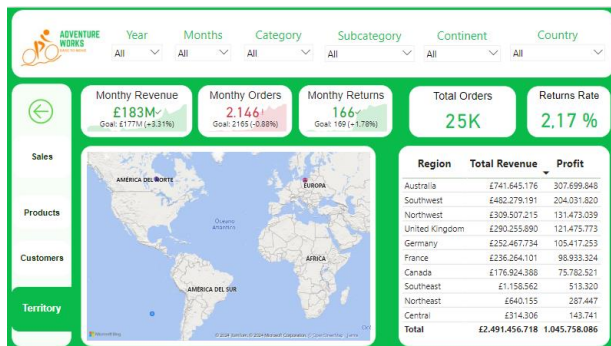 ADVENTURE
WORKS
Year Months Category Subcategory Continent Country
All All All All All All
Monthy Revenue
£183M
Goal: £177M (+3.31%)
Monthy Orders
2.146
Goal: 2165 (-0.88%)
Monthy Returns
166
Goal: 169 (+1.78%)
Total Orders
25K
Returns Rate
2,17 %
Sales
Products
Customers
Territory
AMÉRICA DEL NORTE
EUROPA
Océano
Atlántico
ÁFRICA
AMÉRICA DEL SUR
Region Total Revenue Profit
Australia £741.645.176 307.699.848
Southwest £482.279.191 204.031.820
Northwest £309.507.215 131.473.039
United Kingdom £290.255.890 121.475.773
Germany £252.467.734 105.417.253
France £236.264.101 98.933.324
Canada £176.924.388 75.782.521
Southeast £1.158.562 513.320
Northeast £640.155 287.447
Central £314.306 143.741
Total £2.491.456.718 1.045.758.086